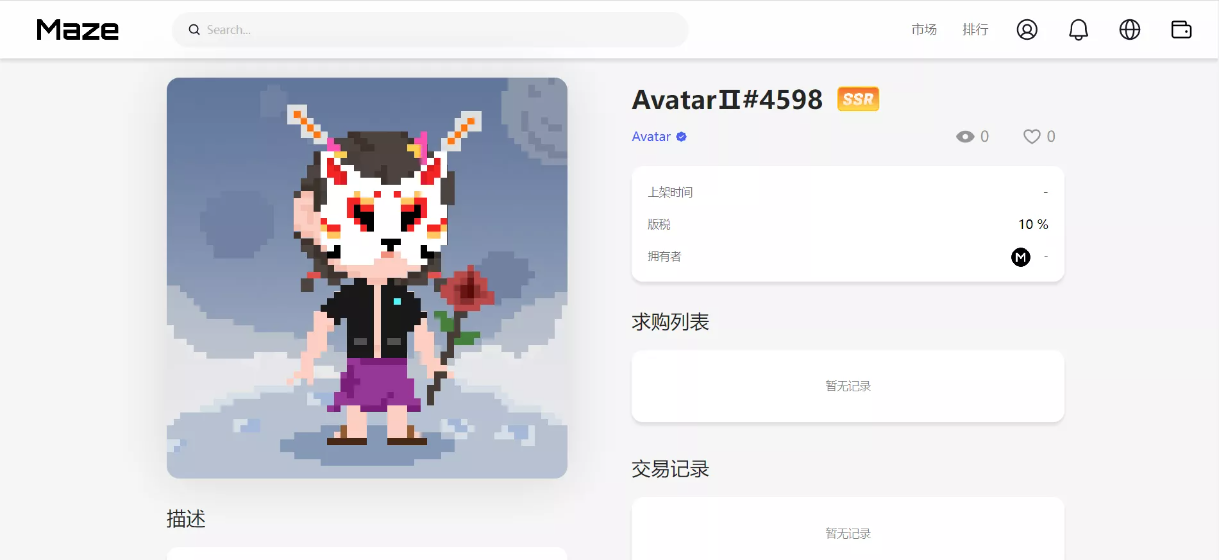 Maze
Search...
市场
排行
AvatarⅡ#4598 SSR
Avatar
0
0
上架时间 -
版税 10 %
拥有者 M -
求购列表
暂无记录
交易记录
暂无记录
描述